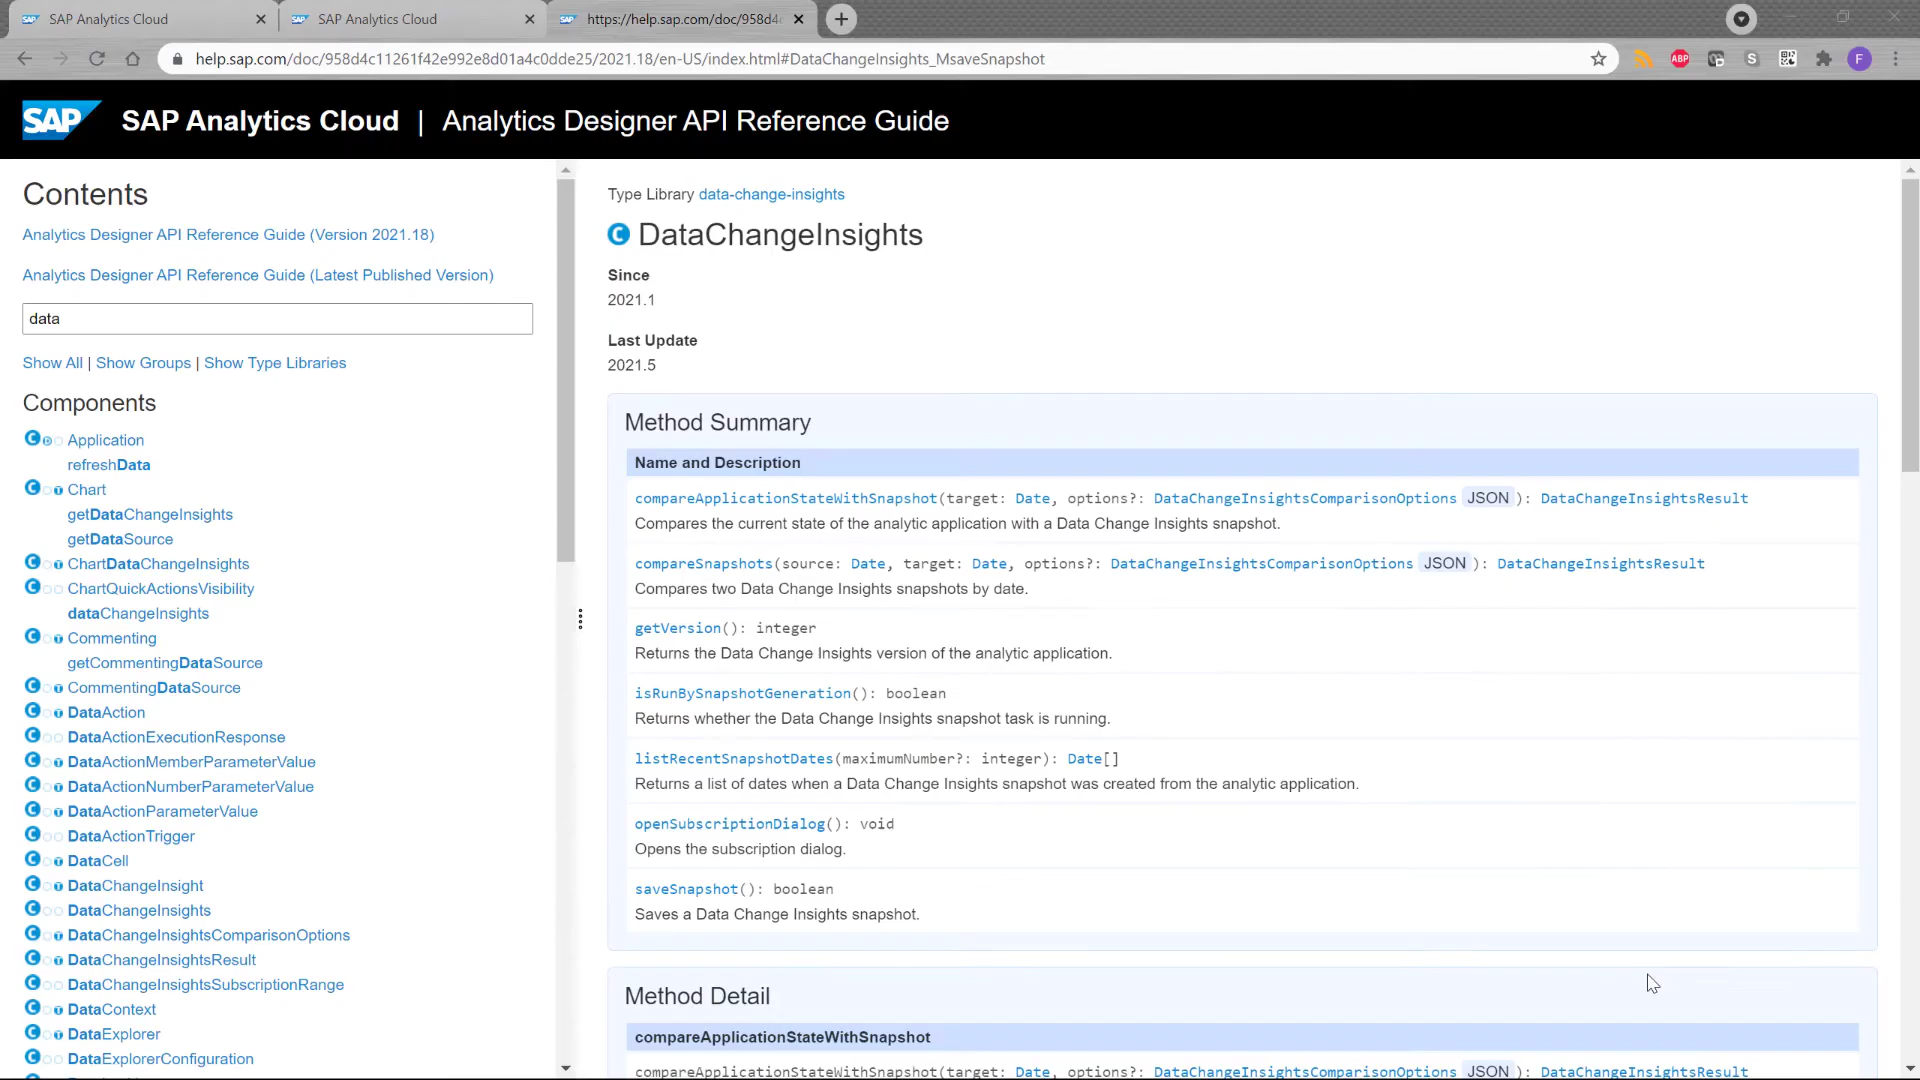 SAP Analytics Cloud
SAP Analytics Cloud
https://help.sap.com/doc/958d4
help.sap.com/doc/958d4c11261f42e992e8d01a4c0dde25/2021.18/en-US/index.html#DataChangeInsights_MsaveSnapshot
ABP
S
F
SAP SAP Analytics Cloud | Analytics Designer API Reference Guide
Contents
Analytics Designer API Reference Guide (Version 2021.18)
Analytics Designer API Reference Guide (Latest Published Version)
data
Show All | Show Groups | Show Type Libraries
Components
Application
refreshData
Chart
getDataChangeInsights
getDataSource
ChartDataChangeInsights
ChartQuickActionsVisibility
dataChangeInsights
Commenting
getCommentingDataSource
CommentingDataSource
DataAction
DataActionExecutionResponse
DataActionMemberParameterValue
DataActionNumberParameterValue
DataActionParameterValue
DataActionTrigger
DataCell
DataChangeInsight
DataChangeInsights
DataChangeInsightsComparisonOptions
DataChangeInsightsResult
DataChangeInsightsSubscriptionRange
DataContext
DataExplorer
DataExplorerConfiguration
Type Library data-change-insights
C DataChangeInsights
Since
2021.1
Last Update
2021.5
Method Summary
Name and Description
compareApplicationStateWithSnapshot(target: Date, options?: DataChangeInsightsComparisonOptions JSON ): DataChangeInsightsResult
Compares the current state of the analytic application with a Data Change Insights snapshot.
compareSnapshots(source: Date, target: Date, options?: DataChangeInsightsComparisonOptions JSON ): DataChangeInsightsResult
Compares two Data Change Insights snapshots by date.
getVersion(): integer
Returns the Data Change Insights version of the analytic application.
isRunBySnapshotGeneration(): boolean
Returns whether the Data Change Insights snapshot task is running.
listRecentSnapshotDates(maximumNumber?: integer): Date[]
Returns a list of dates when a Data Change Insights snapshot was created from the analytic application.
openSubscriptionDialog(): void
Opens the subscription dialog.
saveSnapshot(): boolean
Saves a Data Change Insights snapshot.
Method Detail
compareApplicationStateWithSnapshot
compareApplicationStateWithSnapshot(target: Date, options?: DataChangeInsightsComparisonOptions JSON ): DataChangeInsightsResult